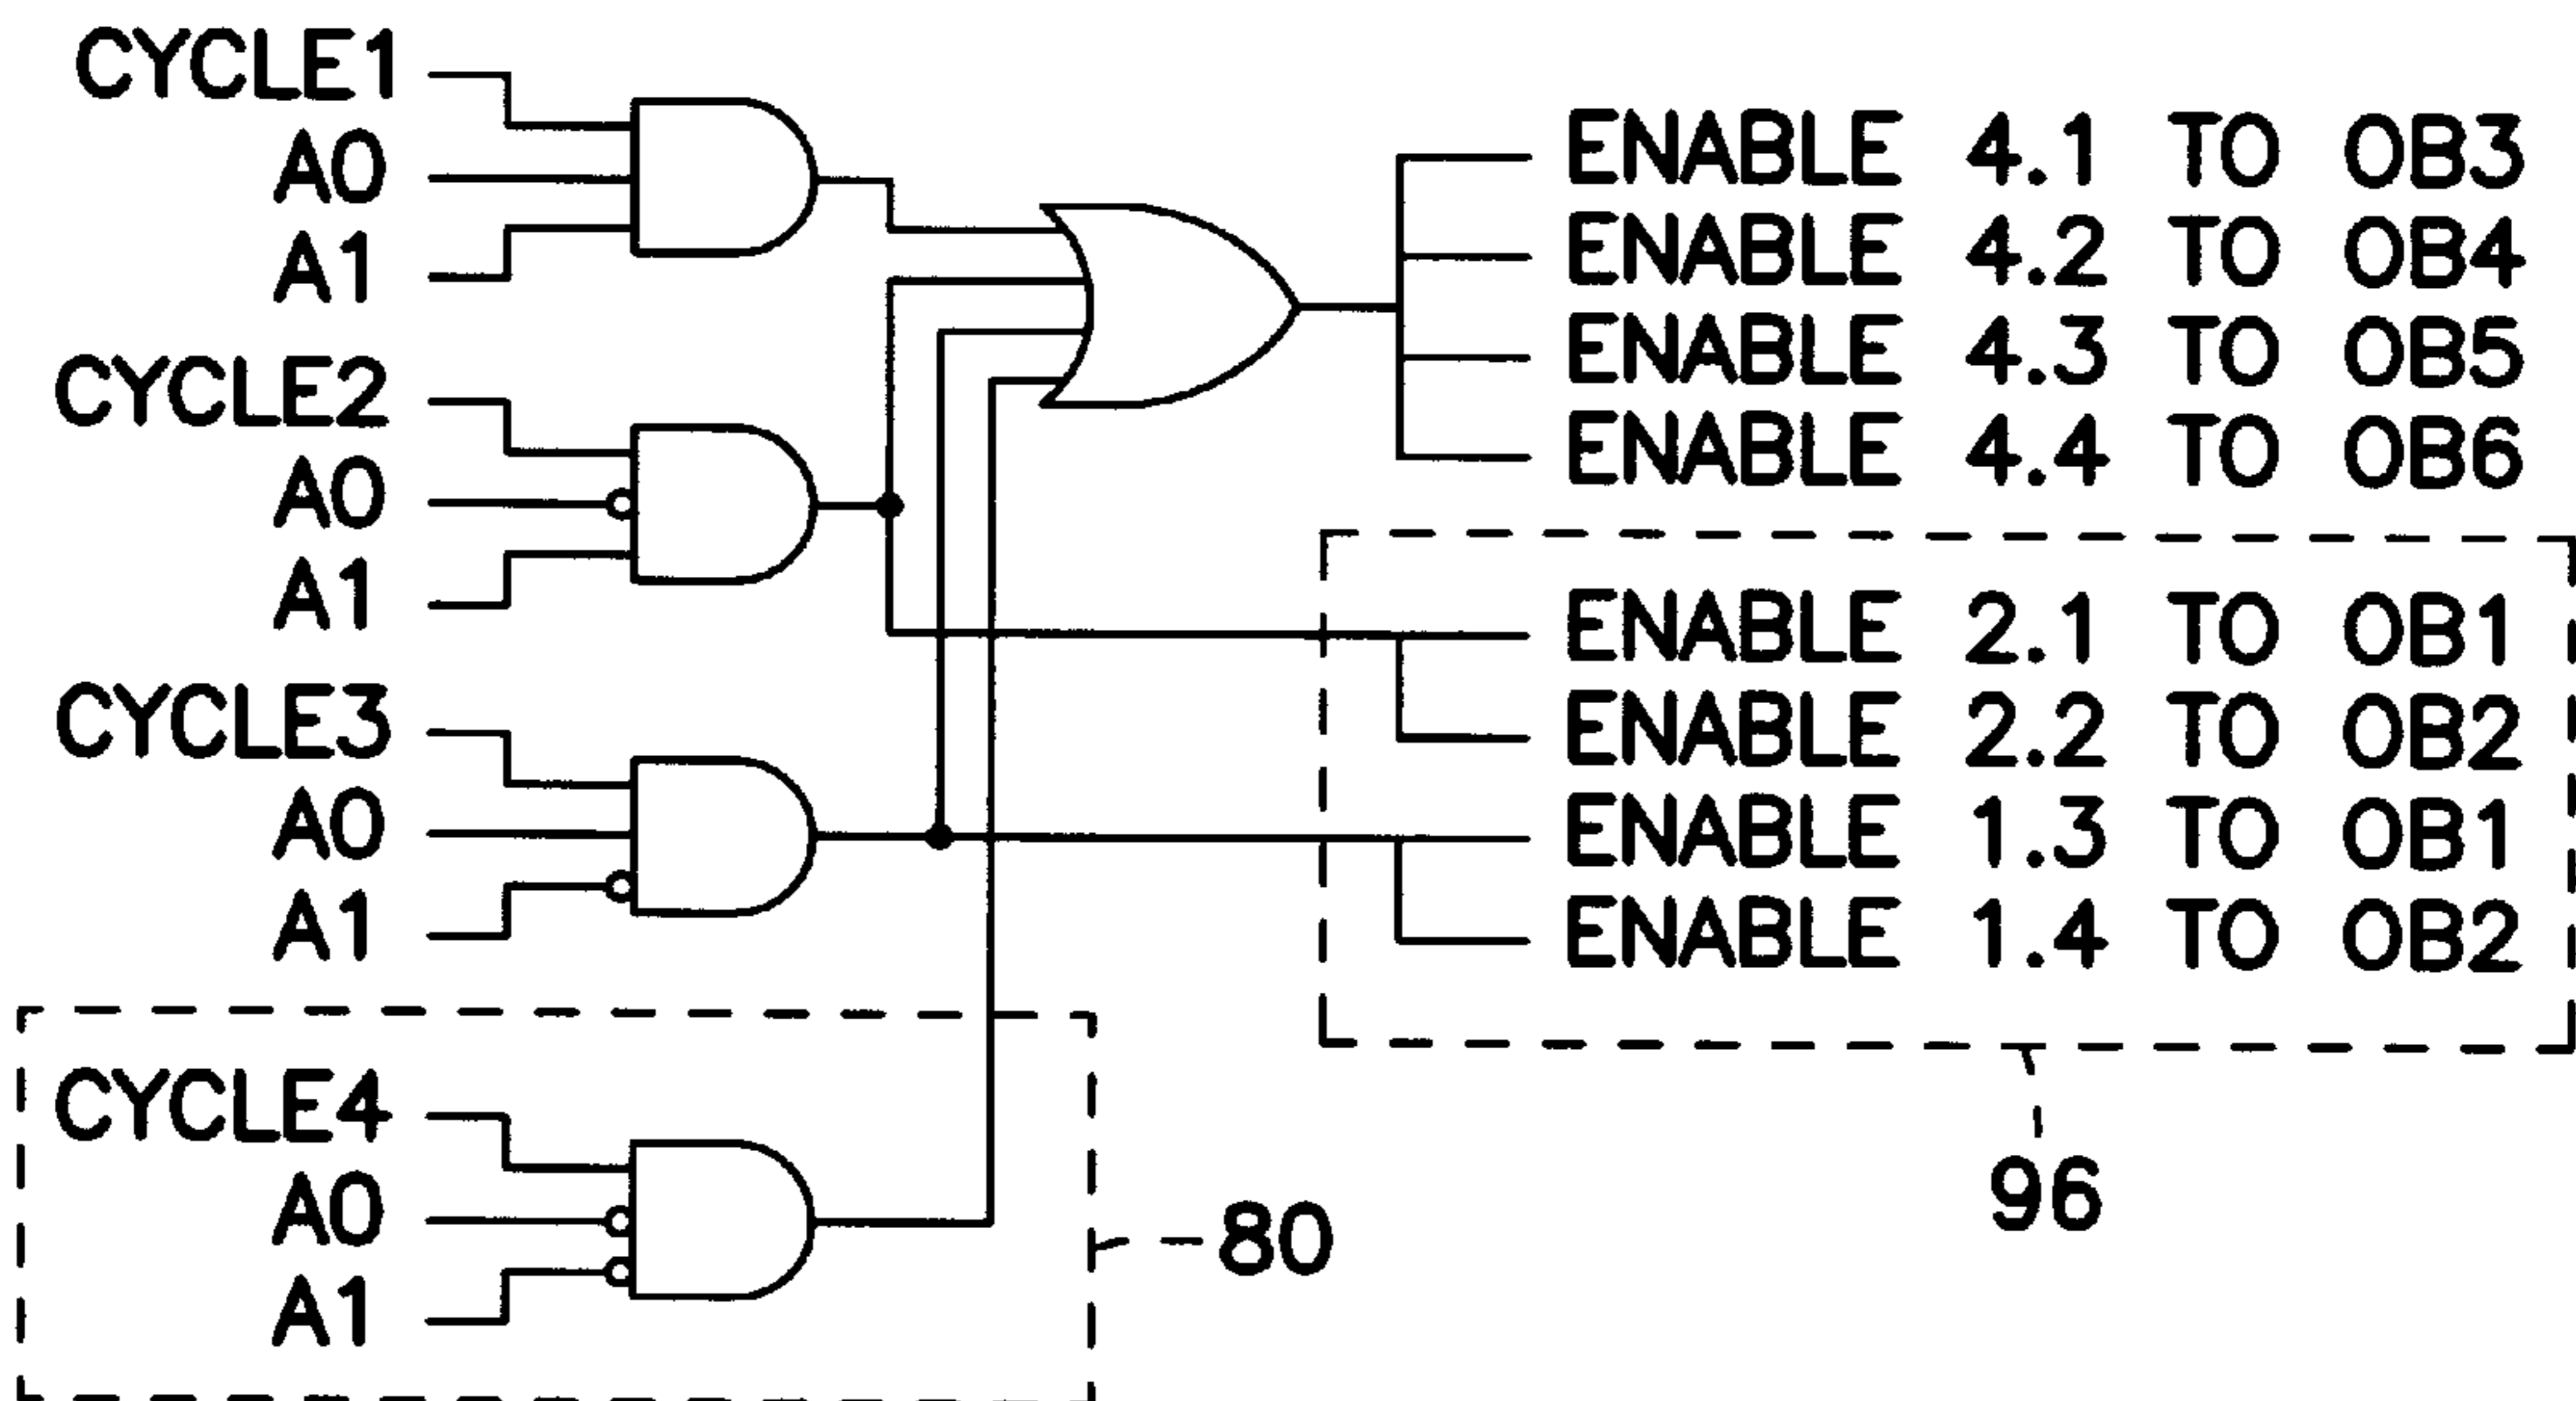 CYCLE1
A0
A1
CYCLE2
A0
A1
CYCLE3
A0
A1
CYCLE4
A0
A1
80
ENABLE 4.1 TO OB3
ENABLE 4.2 TO OB4
ENABLE 4.3 TO OB5
ENABLE 4.4 TO OB6
ENABLE 2.1 TO OB1
ENABLE 2.2 TO OB2
ENABLE 1.3 TO OB1
ENABLE 1.4 TO OB2
96